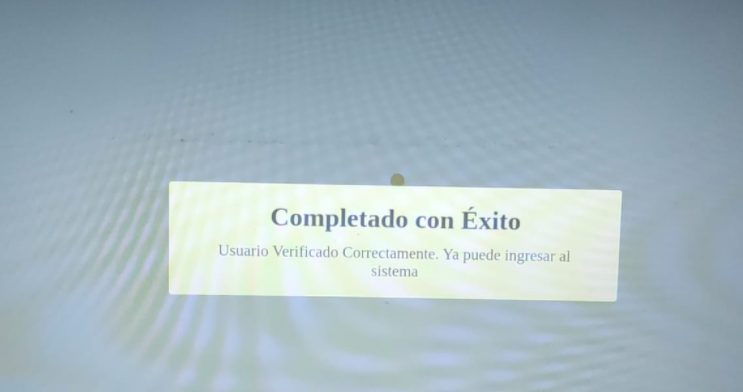 Completado con Éxito
Usuario Verificado Correctamente. Ya puede ingresar al
sistema